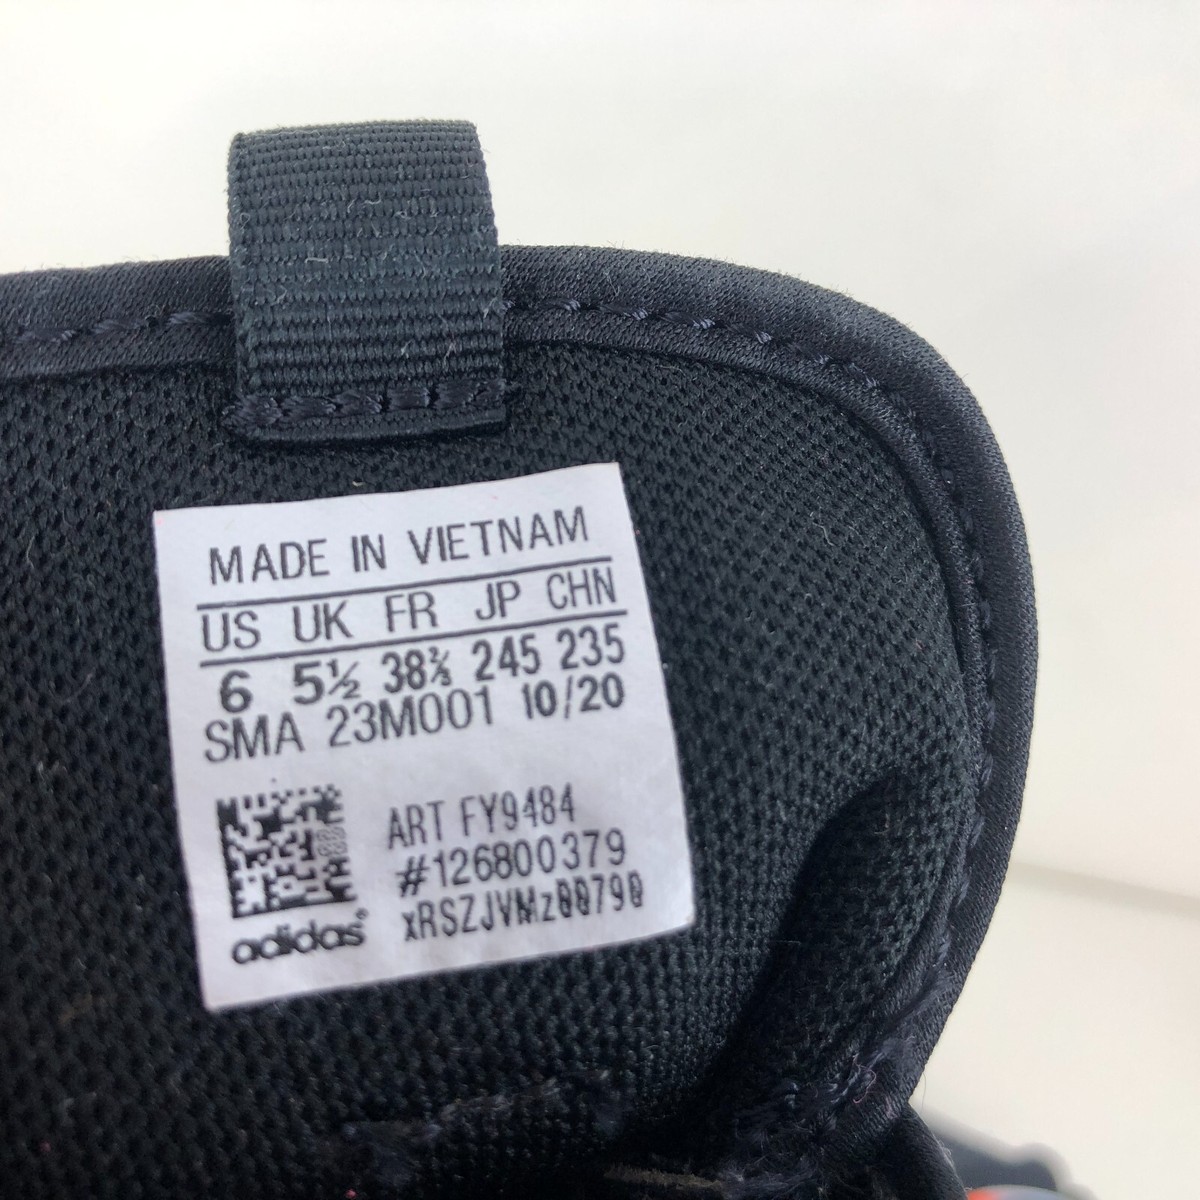 MADE IN VIETNAM
US UK FR JP CHN
6 5½ 38⅔ 245 235
SMA 23M001 10/20
ART FY9484
#126800379
xRSZJVMz00790
adidas®